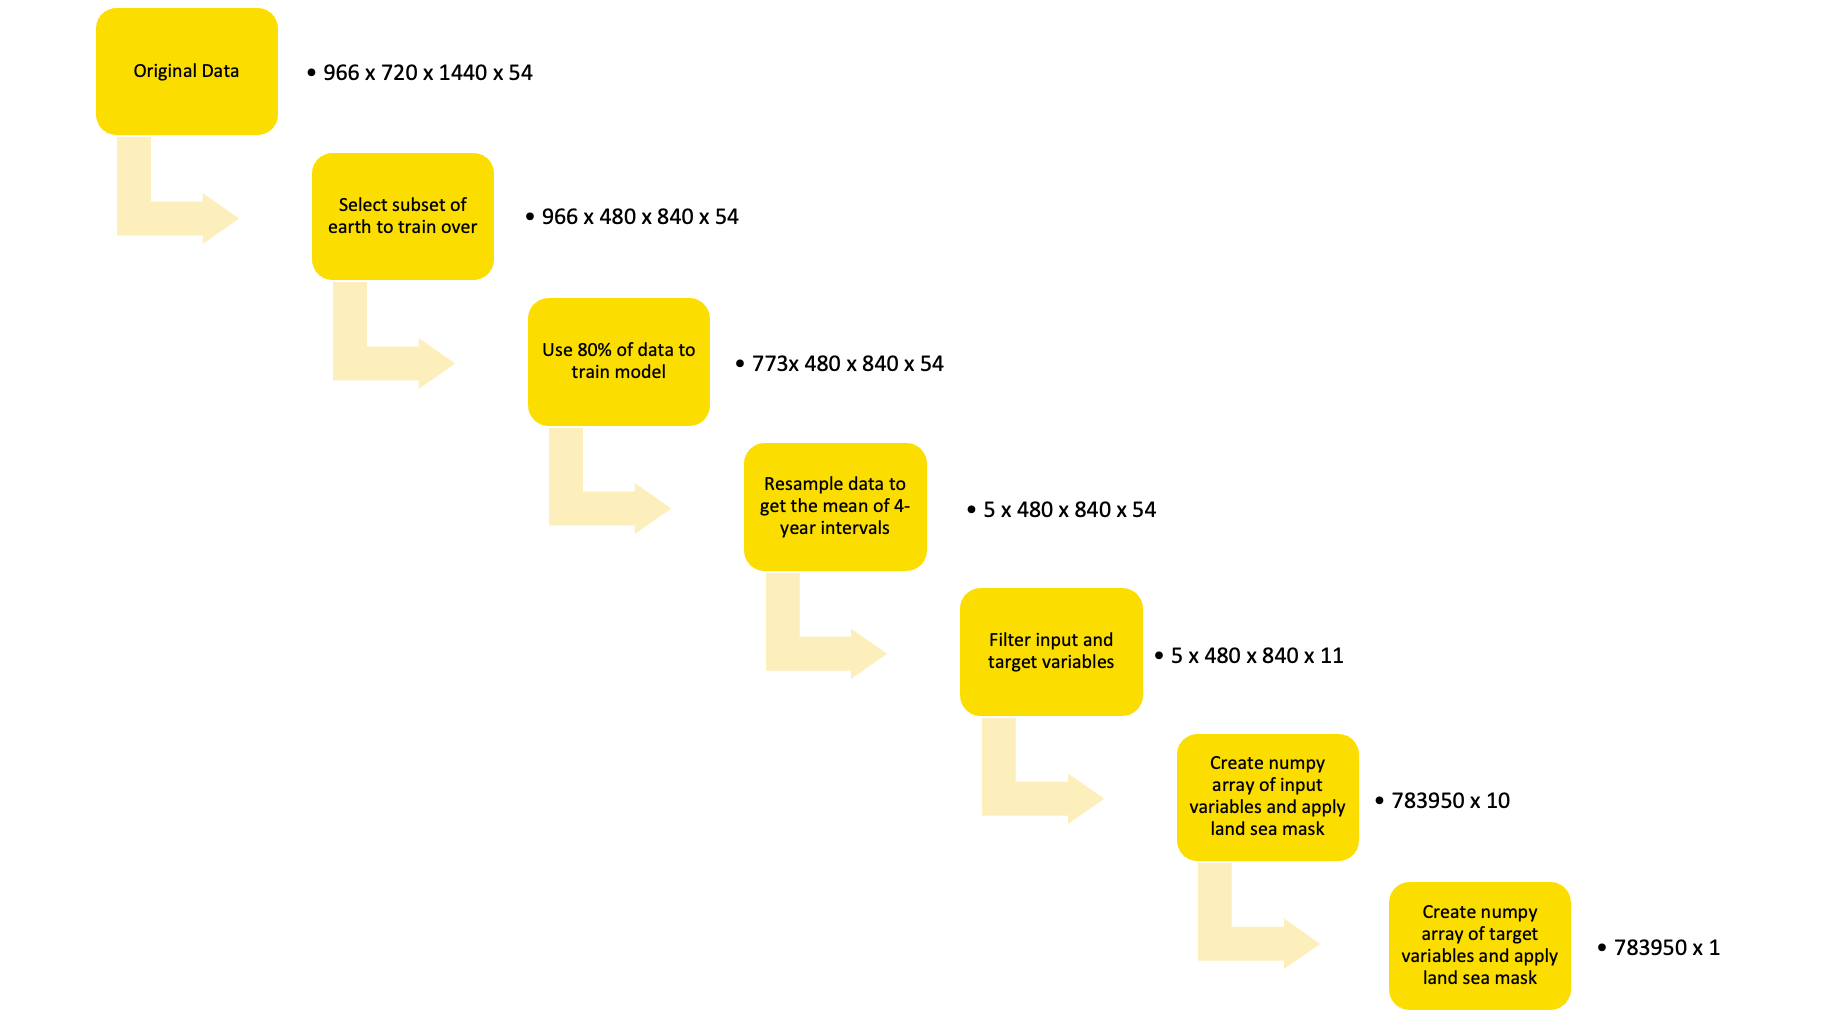 Original Data
• 966 x 720 x 1440 x 54
Select subset of
earth to train over
• 966 x 480 x 840 x 54
Use 80% of data to
train model
• 773x 480 x 840 x 54
Resample data to
get the mean of 4-
year intervals
• 5 x 480 x 840 x 54
Filter input and
target variables
• 5 x 480 x 840 x 11
Create numpy
array of input
variables and apply
land sea mask
• 783950 x 10
Create numpy
array of target
variables and apply
land sea mask
• 783950 x 1